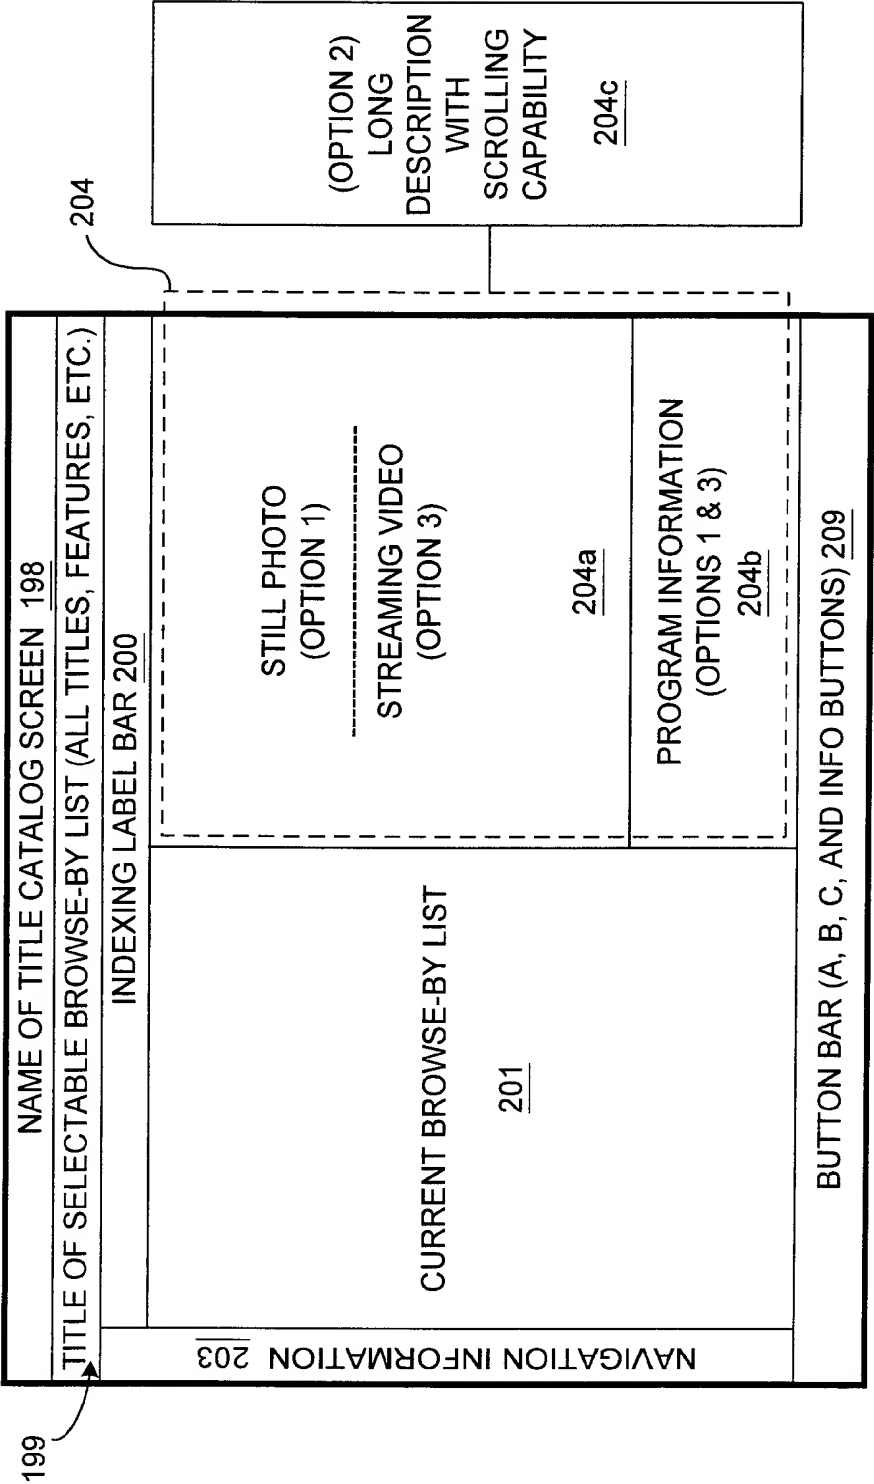 NAME OF TITLE CATALOG SCREEN 198
199
TITLE OF SELECTABLE BROWSE-BY LIST (ALL TITLES, FEATURES, ETC.)
INDEXING LABEL BAR 200
204
NAVIGATION INFORMATION 203
CURRENT BROWSE-BY LIST
201
STILL PHOTO
(OPTION 1)
STREAMING VIDEO
(OPTION 3)
204a
PROGRAM INFORMATION
(OPTIONS 1 & 3)
204b
(OPTION 2)
LONG
DESCRIPTION
WITH
SCROLLING
CAPABILITY
204c
BUTTON BAR (A, B, C, AND INFO BUTTONS) 209